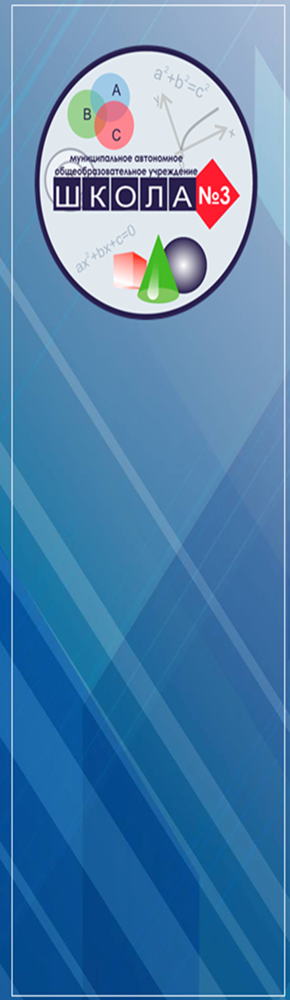 a²+b²=c²
A
B
C
y
x
муниципальное автономное
общеобразовательное учреждение
ШКОЛА №3
ax²+bx+c=0